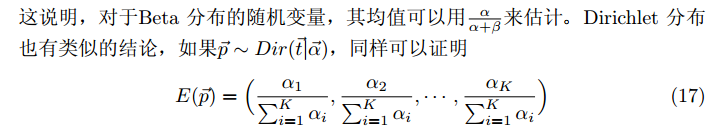 这说明，对于Beta 分布的随机变量，其均值可以用 $\frac{\alpha}{\alpha+\beta}$ 来估计。Dirichlet 分布
也有类似的结论，如果 $\vec{p} \sim Dir(\vec{t}|\vec{\alpha})$，同样可以证明
$E(\vec{p}) = \left( \frac{\alpha_1}{\sum_{i=1}^{K} \alpha_i}, \frac{\alpha_2}{\sum_{i=1}^{K} \alpha_i}, \cdots, \frac{\alpha_K}{\sum_{i=1}^{K} \alpha_i} \right)$ (17)